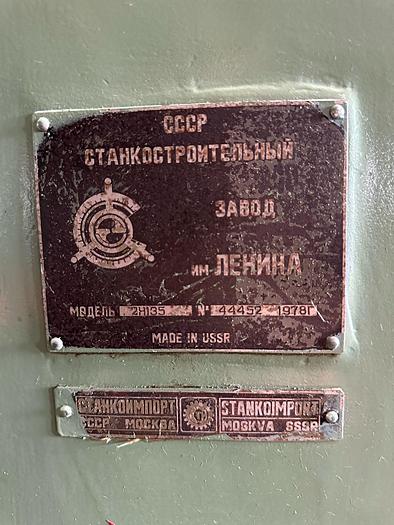 СССР
СТАНКОСТРОИТЕЛЬНЫЙ
ЗАВОД
им ЛЕНИНА
МОДЕЛЬ 2Н135 № 44452 1978Г
MADE IN USSR
СТАНКОИМПОРТ
СССР МОСКВА
STANKOIMPORT
MOSKVA SSSR